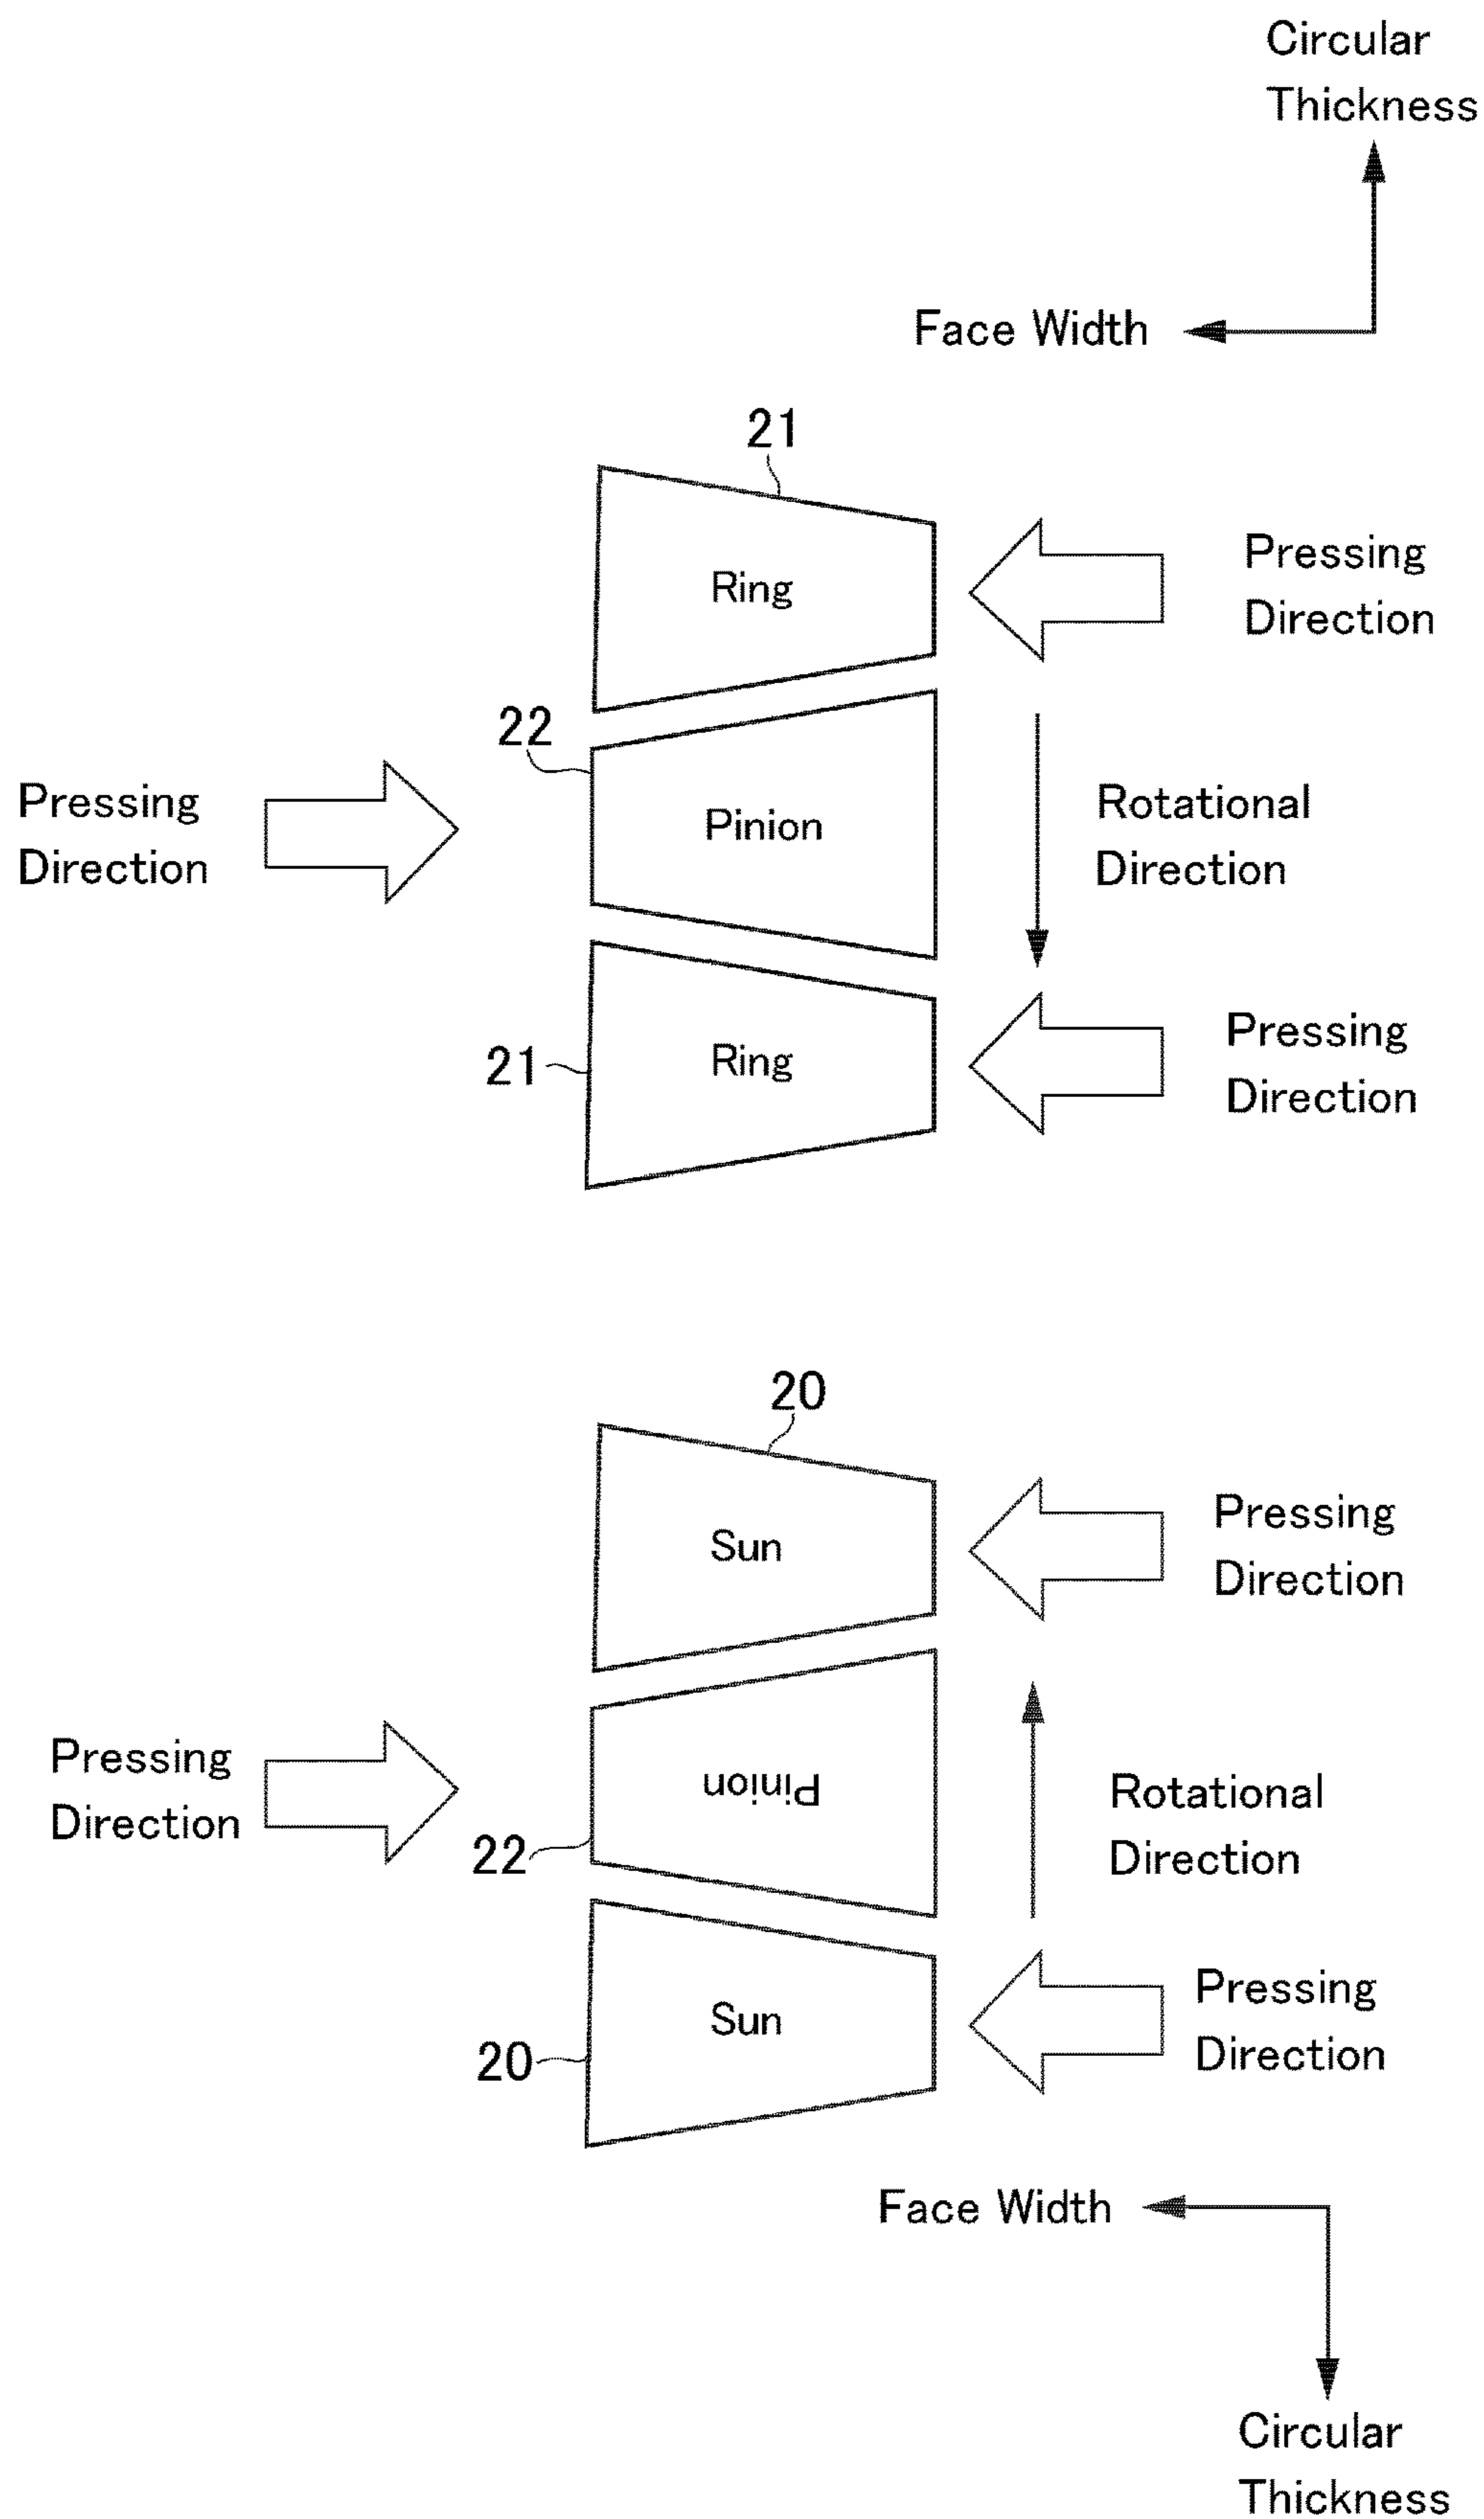 Circular
Thickness
Face Width
21
Ring
Pressing
Direction
22
Pressing
Direction
Pinion
Rotational
Direction
21
Ring
Pressing
Direction
20
Sun
Pressing
Direction
Pressing
Direction
Pinion
Rotational
Direction
22
Sun
20
Pressing
Direction
Face Width
Circular
Thickness